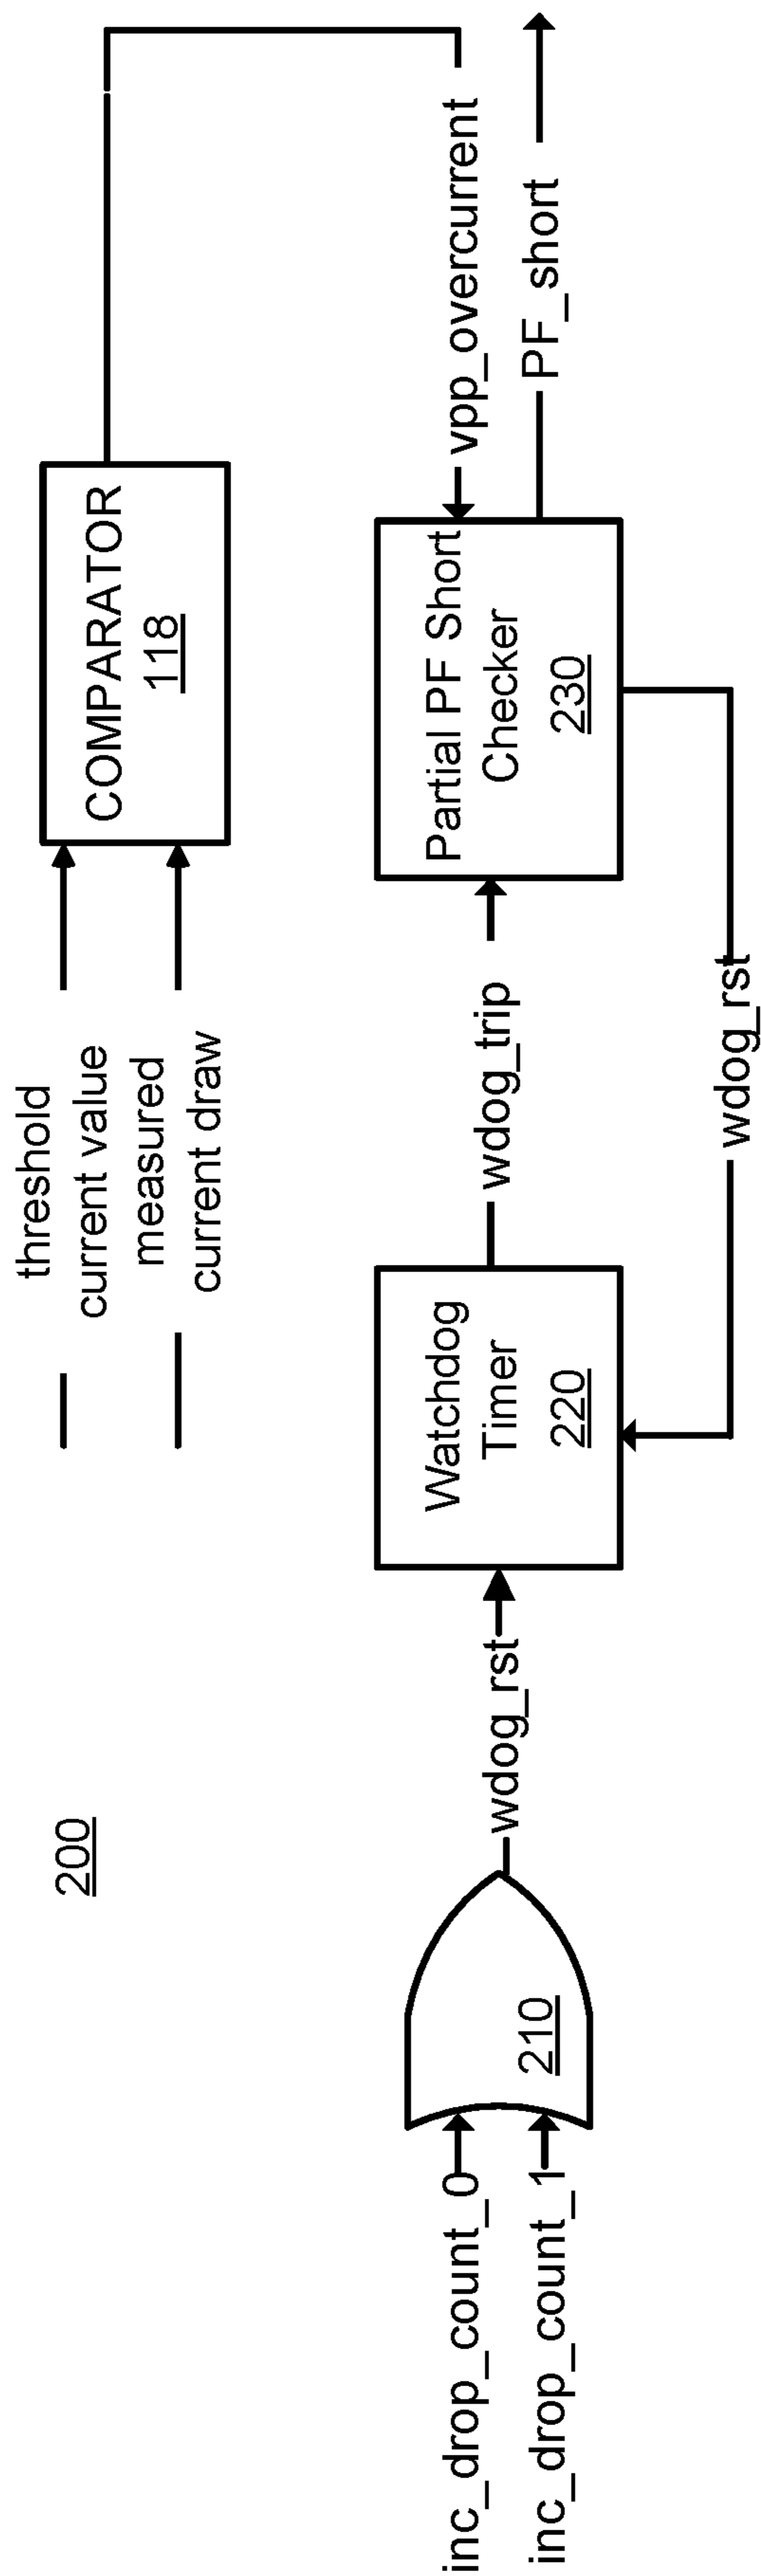 200
threshold
current value
measured
current draw
COMPARATOR
118
inc_drop_count_0
inc_drop_count_1
210
wdog_rst
Watchdog
Timer
220
wdog_trip
Partial PF Short
Checker
230
vpp_overcurrent
PF_short
wdog_rst